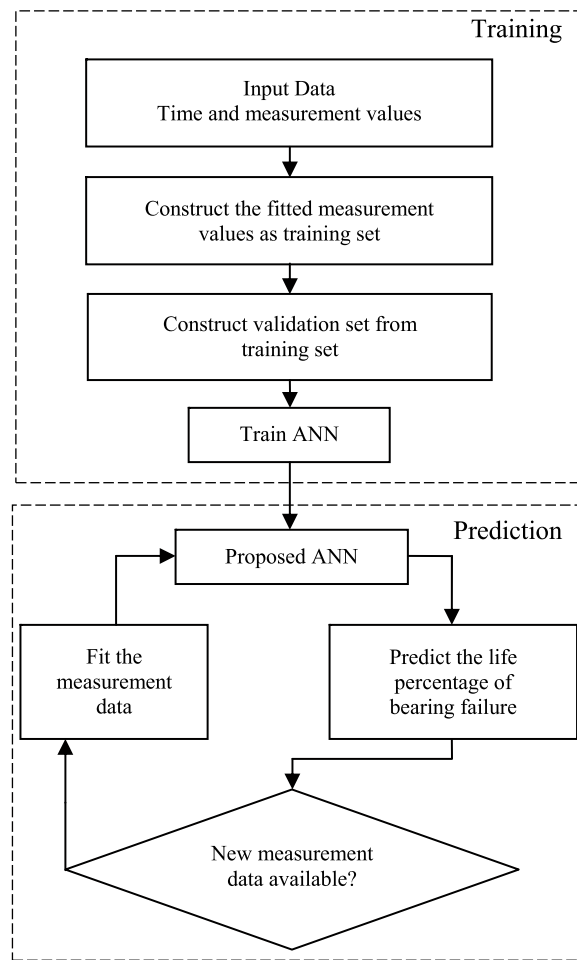 Training
Input Data
Time and measurement values
Construct the fitted measurement
values as training set
Construct validation set from
training set
Train ANN
Prediction
Proposed ANN
Fit the
measurement
data
Predict the life
percentage of
bearing failure
New measurement
data available?